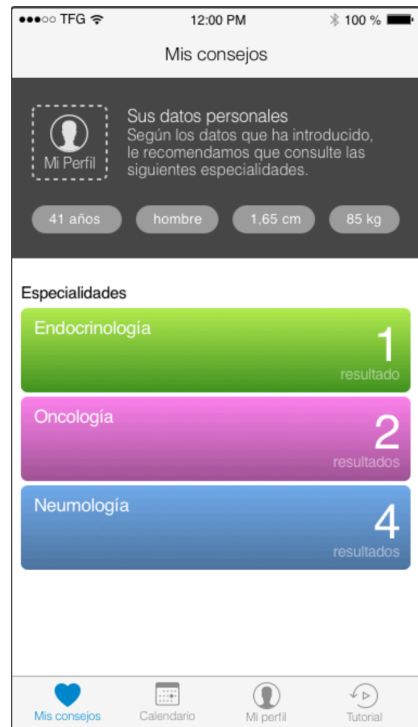 TFG 12:00 PM 100 %
Mis consejos
Mi Perfil
Sus datos personales
Según los datos que ha introducido,
le recomendamos que consulte las
siguientes especialidades.
41 años hombre 1,65 cm 85 kg
Especialidades
Endocrinología
1
resultado
Oncología
2
resultados
Neumología
4
resultados
Mis consejos Calendario Mi perfil Tutorial